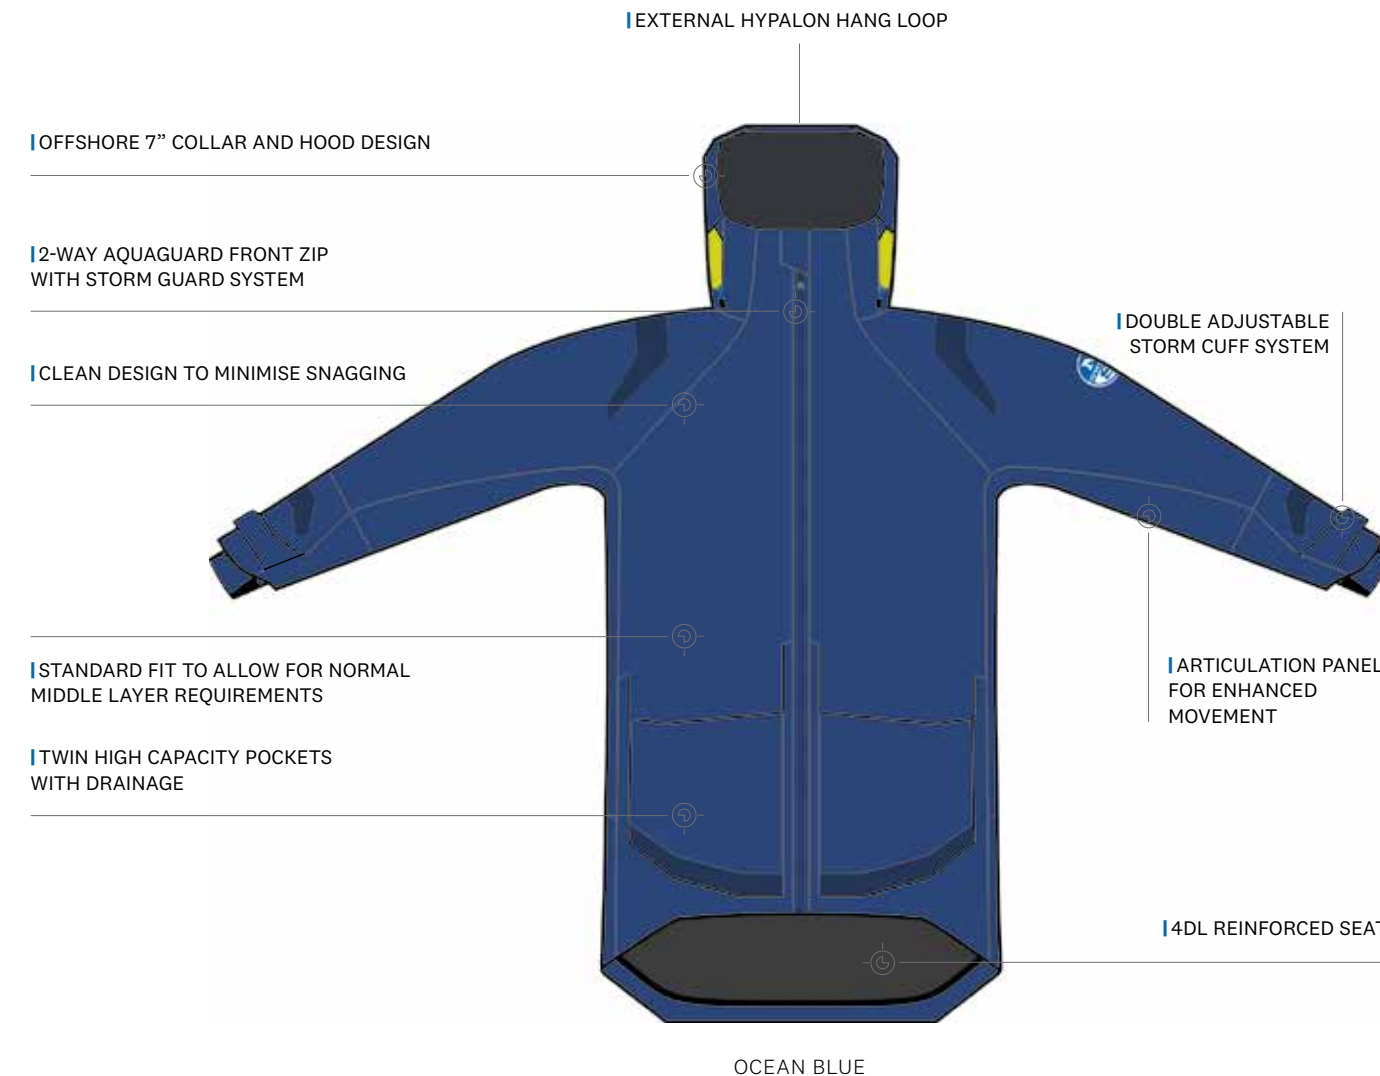 EXTERNAL HYPALON HANG LOOP
OFFSHORE 7” COLLAR AND HOOD DESIGN
2-WAY AQUAGUARD FRONT ZIP
WITH STORM GUARD SYSTEM
DOUBLE ADJUSTABLE
STORM CUFF SYSTEM
CLEAN DESIGN TO MINIMISE SNAGGING
STANDARD FIT TO ALLOW FOR NORMAL
MIDDLE LAYER REQUIREMENTS
ARTICULATION PANEL
FOR ENHANCED
MOVEMENT
TWIN HIGH CAPACITY POCKETS
WITH DRAINAGE
4DL REINFORCED SEAT
OCEAN BLUE